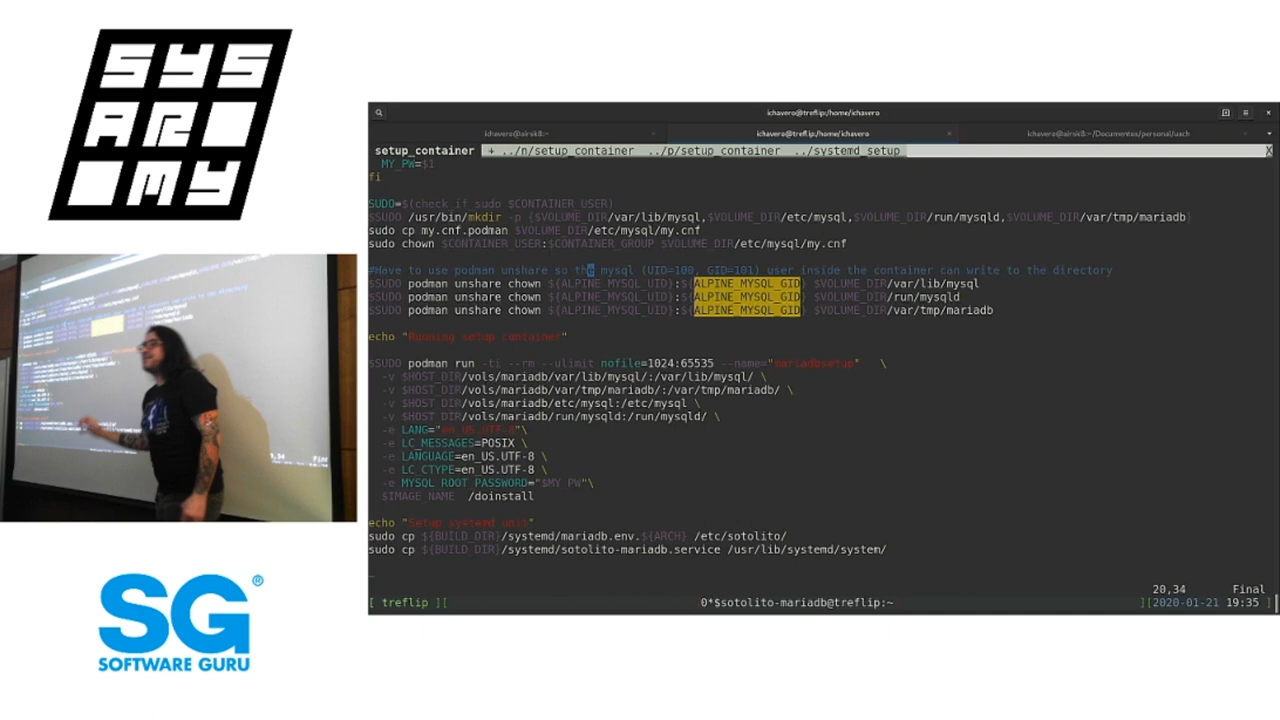 SYS
AR
MY
SG®
SOFTWARE GURU
ichavero@treflip:/home/ichavero
ichavero@airsik8:~
ichavero@treflip:/home/ichavero
ichavero@airsik8:~/Documentos/personal/uach
setup_container + ../n/setup_container ../p/setup_container ../systemd_setup X
MY_PW=$1
fi
SUDO=$(check_if_sudo $CONTAINER_USER)
$SUDO /usr/bin/mkdir -p {$VOLUME_DIR/var/lib/mysql,$VOLUME_DIR/etc/mysql,$VOLUME_DIR/run/mysqld,$VOLUME_DIR/var/tmp/mariadb}
sudo cp my.cnf.podman $VOLUME_DIR/etc/mysql/my.cnf
sudo chown $CONTAINER_USER:$CONTAINER_GROUP $VOLUME_DIR/etc/mysql/my.cnf
#Have to use podman unshare so the mysql (UID=100, GID=101) user inside the container can write to the directory
$SUDO podman unshare chown ${ALPINE_MYSQL_UID}:${ALPINE_MYSQL_GID} $VOLUME_DIR/var/lib/mysql
$SUDO podman unshare chown ${ALPINE_MYSQL_UID}:${ALPINE_MYSQL_GID} $VOLUME_DIR/run/mysqld
$SUDO podman unshare chown ${ALPINE_MYSQL_UID}:${ALPINE_MYSQL_GID} $VOLUME_DIR/var/tmp/mariadb
echo "Running setup container"
$SUDO podman run -ti --rm --ulimit nofile=1024:65535 --name="mariadbsetup" \
-v $HOST_DIR/vols/mariadb/var/lib/mysql/:/var/lib/mysql/ \
-v $HOST_DIR/vols/mariadb/var/tmp/mariadb/:/var/tmp/mariadb/ \
-v $HOST_DIR/vols/mariadb/etc/mysql:/etc/mysql \
-v $HOST_DIR/vols/mariadb/run/mysqld:/run/mysqld/ \
-e LANG="en_US.UTF-8"\
-e LC_MESSAGES=POSIX \
-e LANGUAGE=en_US.UTF-8 \
-e LC_CTYPE=en_US.UTF-8 \
-e MYSQL_ROOT_PASSWORD="$MY_PW"\
$IMAGE_NAME /doinstall
echo "Setup systemd unit"
sudo cp ${BUILD_DIR}/systemd/mariadb.env.${ARCH} /etc/sotolito/
sudo cp ${BUILD_DIR}/systemd/sotolito-mariadb.service /usr/lib/systemd/system/
20,34 Final
[ treflip ][ 0*$sotolito-mariadb@treflip:~ ][2020-01-21 19:35 ]